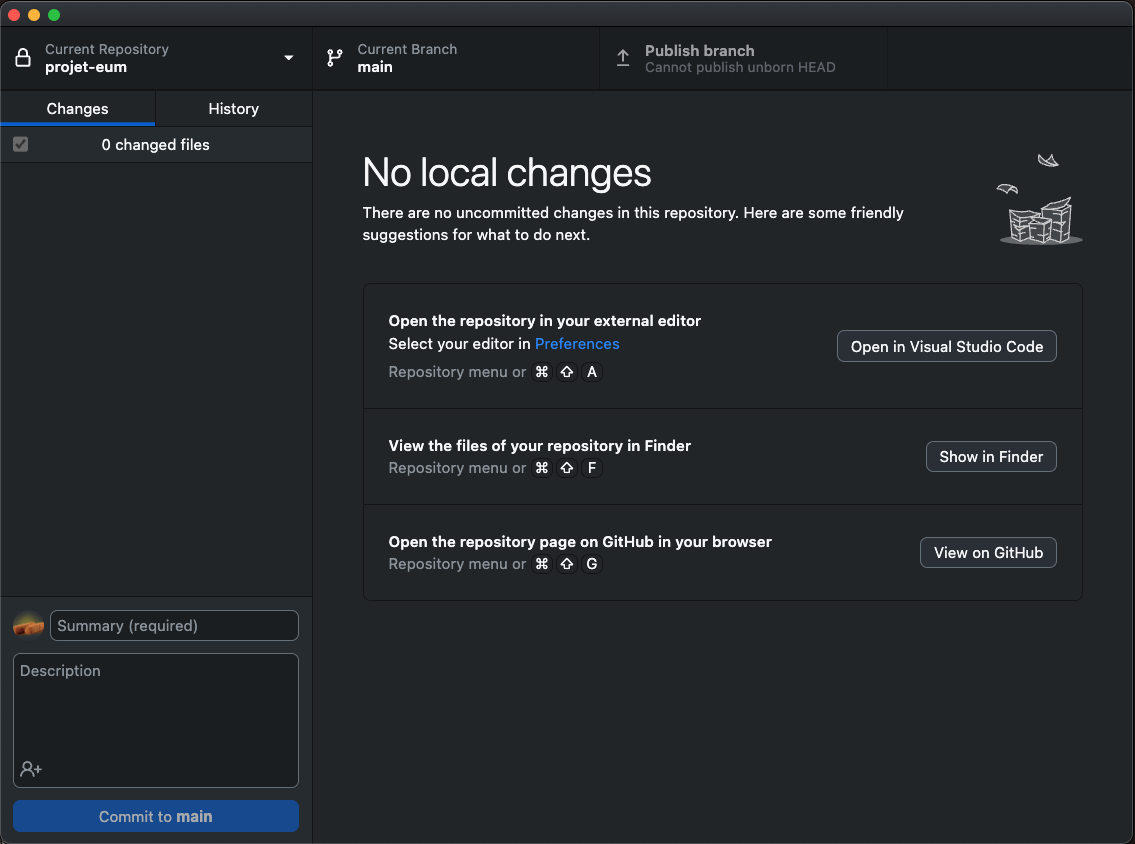 Current Repository
projet-eum
Current Branch
main
Publish branch
Cannot publish unborn HEAD
Changes
History
0 changed files
No local changes
There are no uncommitted changes in this repository. Here are some friendly
suggestions for what to do next.
Open the repository in your external editor
Select your editor in Preferences
Repository menu or ⌘ ⇧ A
Open in Visual Studio Code
View the files of your repository in Finder
Repository menu or ⌘ ⇧ F
Show in Finder
Open the repository page on GitHub in your browser
Repository menu or ⌘ ⇧ G
View on GitHub
Summary (required)
Description
Commit to main